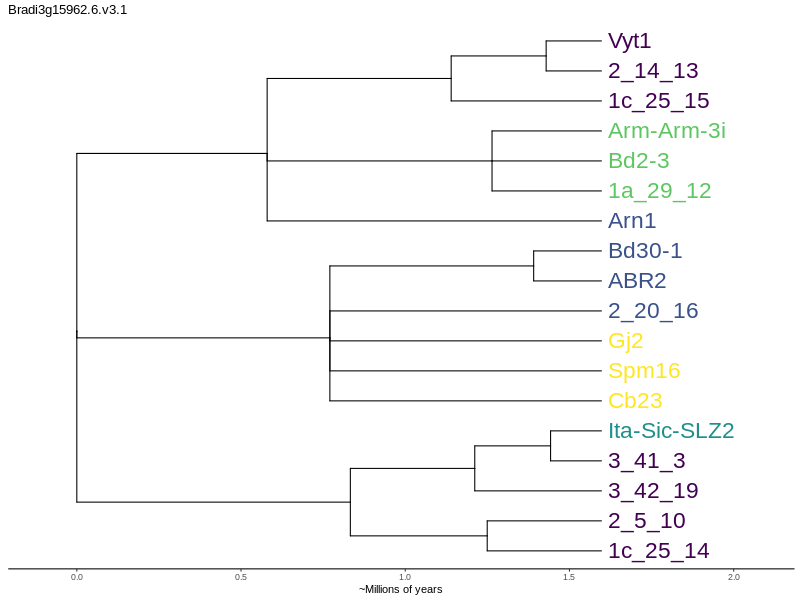 Bradi3g15962.6.v3.1
Vyt1
2_14_13
1c_25_15
Arm-Arm-3i
Bd2-3
1a_29_12
Arn1
Bd30-1
ABR2
2_20_16
Gj2
Spm16
Cb23
Ita-Sic-SLZ2
3_41_3
3_42_19
2_5_10
1c_25_14
0.0 0.5 1.0 1.5 2.0
~Millions of years